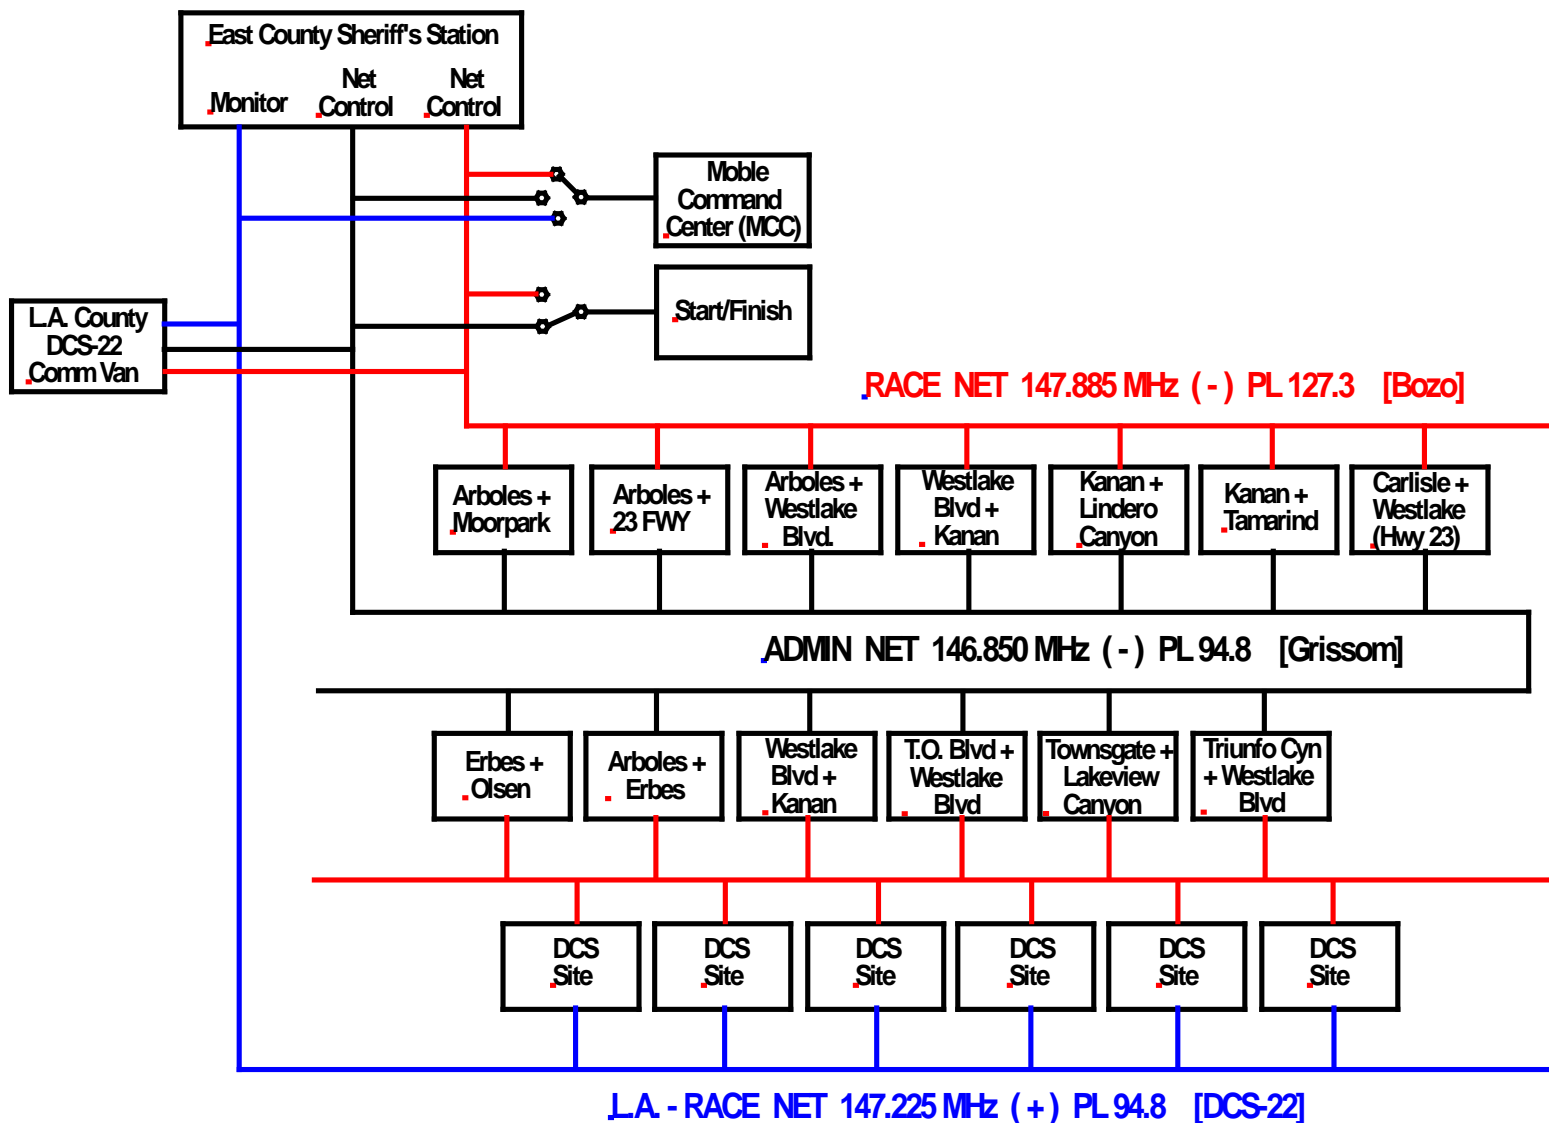 East County Sheriff's Station
Monitor
Net
Control
Net
Control
Moble
Command
Center (MCC)
Start/Finish
L.A. County
DCS-22
Comm Van
RACE NET 147.885 MHz ( - ) PL 127.3 [Bozo]
Arboles +
Moorpark
Arboles +
23 FWY
Arboles +
Westlake
Blvd.
Westlake
Blvd +
Kanan
Kanan +
Lindero
Canyon
Kanan +
Tamarind
Carlisle +
Westlake
(Hwy 23)
ADMIN NET 146.850 MHz ( - ) PL 94.8 [Grissom]
Erbes +
Olsen
Arboles +
Erbes
Westlake
Blvd +
Kanan
T.O. Blvd +
Westlake
Blvd
Townsgate +
Lakeview
Canyon
Triunfo Cyn
+ Westlake
Blvd
DCS
Site
DCS
Site
DCS
Site
DCS
Site
DCS
Site
DCS
Site
L.A. - RACE NET 147.225 MHz ( + ) PL 94.8 [DCS-22]